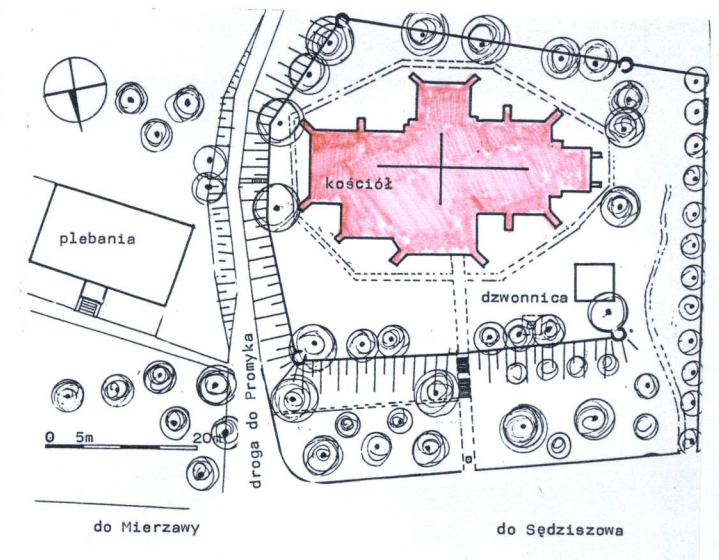 kościół
plebania
dzwonnica
droga do Promyka
0 5m 20m
do Mierzawy
do Sędziszowa